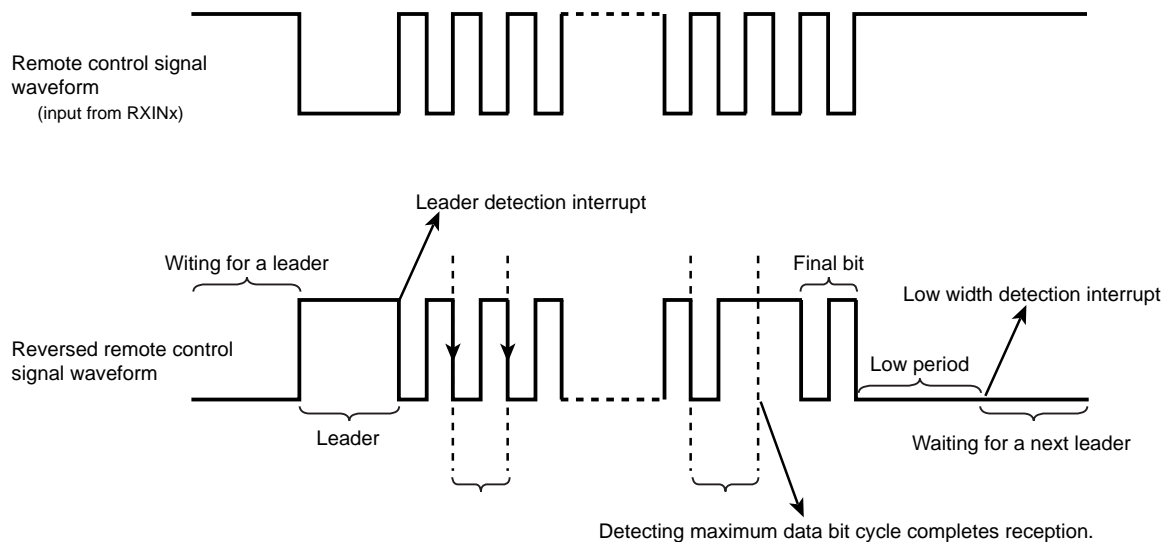 Remote control signal
waveform
(input from RXINx)
Leader detection interrupt
Witing for a leader
Final bit
Low width detection interrupt
Reversed remote control
signal waveform
Low period
Leader
Waiting for a next leader
Detecting maximum data bit cycle completes reception.